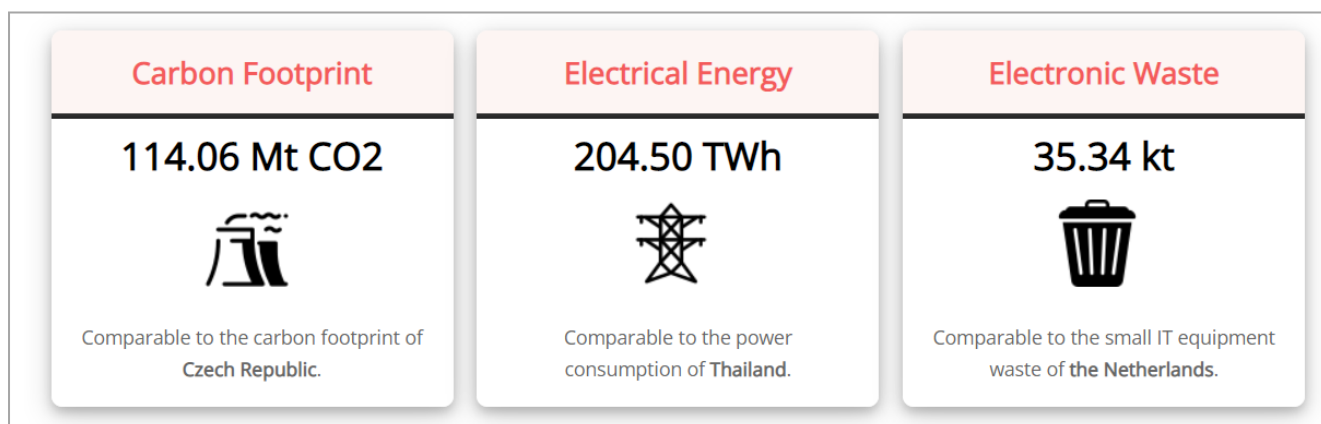 Carbon Footprint
114.06 Mt CO2
Comparable to the carbon footprint of
Czech Republic.
Electrical Energy
204.50 TWh
Comparable to the power
consumption of Thailand.
Electronic Waste
35.34 kt
Comparable to the small IT equipment
waste of the Netherlands.